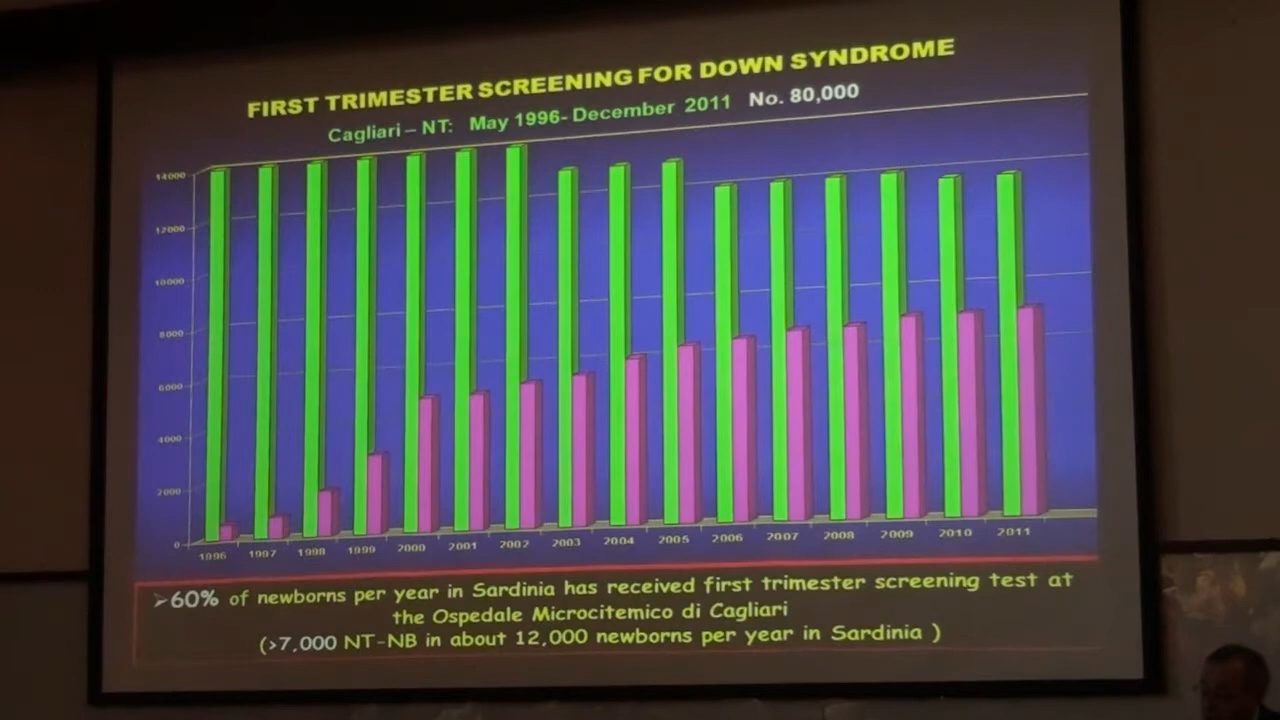 FIRST TRIMESTER SCREENING FOR DOWN SYNDROME
Cagliari – NT: May 1996- December 2011 No. 80,000
14000
12000
10000
8000
6000
4000
2000
0
1996 1997 1998 1999 2000 2001 2002 2003 2004 2005 2006 2007 2008 2009 2010 2011
➢60% of newborns per year in Sardinia has received first trimester screening test at
the Ospedale Microcitemico di Cagliari
(>7,000 NT-NB in about 12,000 newborns per year in Sardinia )